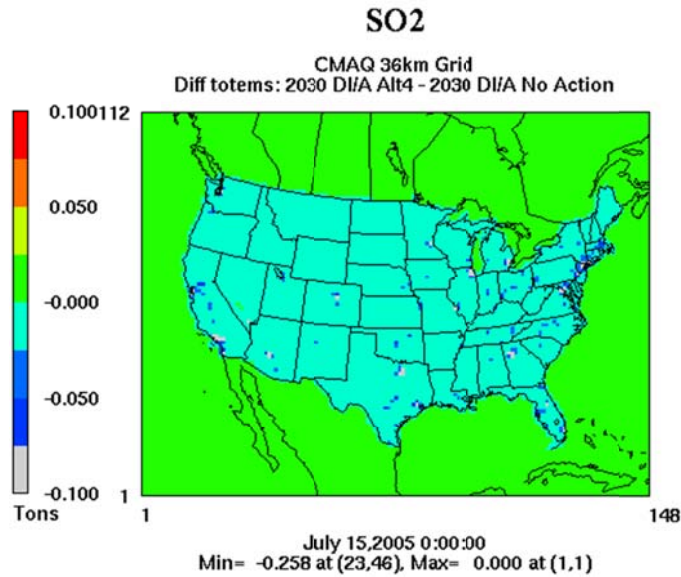 SO2
CMAQ 36km Grid
Diff totems: 2030 DI/A Alt4 - 2030 DI/A No Action
0.100
112
0.050
-0.000
-0.050
-0.100
Tons
1
1
148
July 15,2005 0:00:00
Min= -0.258 at (23,46), Max= 0.000 at (1,1)